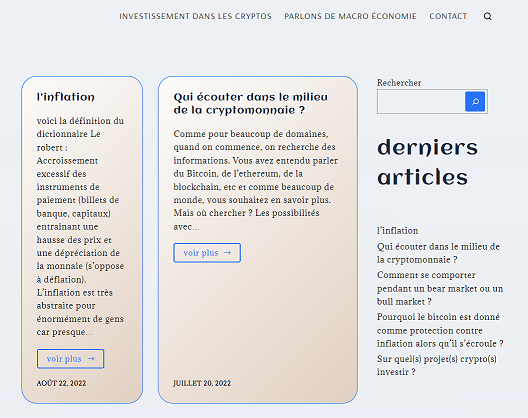 INVESTISSEMENT DANS LES CRYPTOS PARLONS DE MACRO ÉCONOMIE CONTACT
l'inflation
voici la définition du
dictionnaire Le
robert :
Accroissement
excessif des
instruments de
paiement (billets de
banque, capitaux)
entraînant une
hausse des prix et
une dépréciation de
la monnaie (s'oppose
à déflation).
L'inflation est très
abstraite pour
énormément de gens
car presque...
voir plus →
AOÛT 22, 2022
Qui écouter dans le milieu
de la cryptomonnaie ?
Comme pour beaucoup de domaines,
quand on commence, on recherche des
informations. Vous avez entendu parler
du Bitcoin, de l'ethereum, de la
blockchain, etc et comme beaucoup de
monde, vous souhaitez en savoir plus.
Mais où chercher ? Les possibilités
avec...
voir plus →
JUILLET 20, 2022
Rechercher
derniers
articles
l'inflation
Qui écouter dans le milieu de
la cryptomonnaie ?
Comment se comporter
pendant un bear market ou un
bull market ?
Pourquoi le bitcoin est donné
comme protection contre
inflation alors qu'il s'écroule ?
Sur quel(s) projet(s) crypto(s)
investir ?